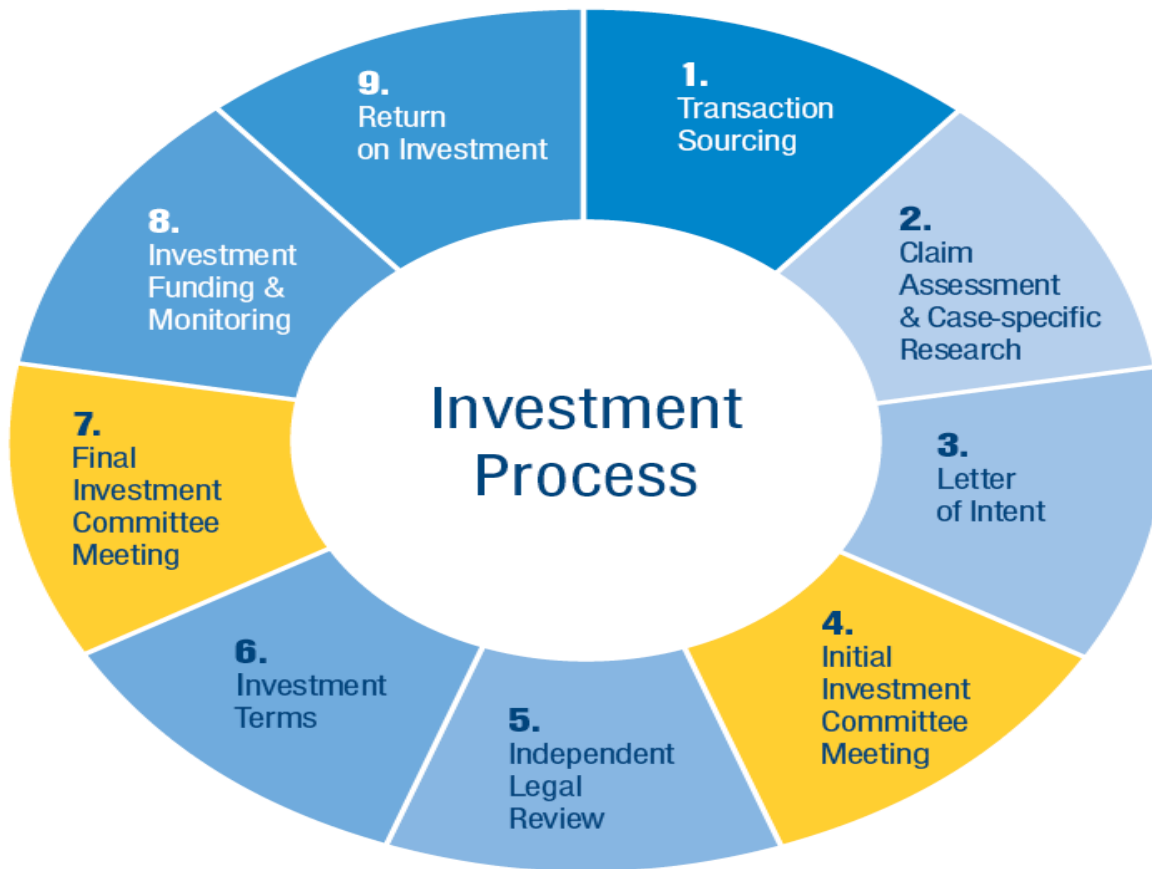 Investment
Process
1.
Transaction
Sourcing
2.
Claim
Assessment
& Case-specific
Research
3.
Letter
of Intent
4.
Initial
Investment
Committee
Meeting
5.
Independent
Legal
Review
6.
Investment
Terms
7.
Final
Investment
Committee
Meeting
8.
Investment
Funding &
Monitoring
9.
Return
on Investment